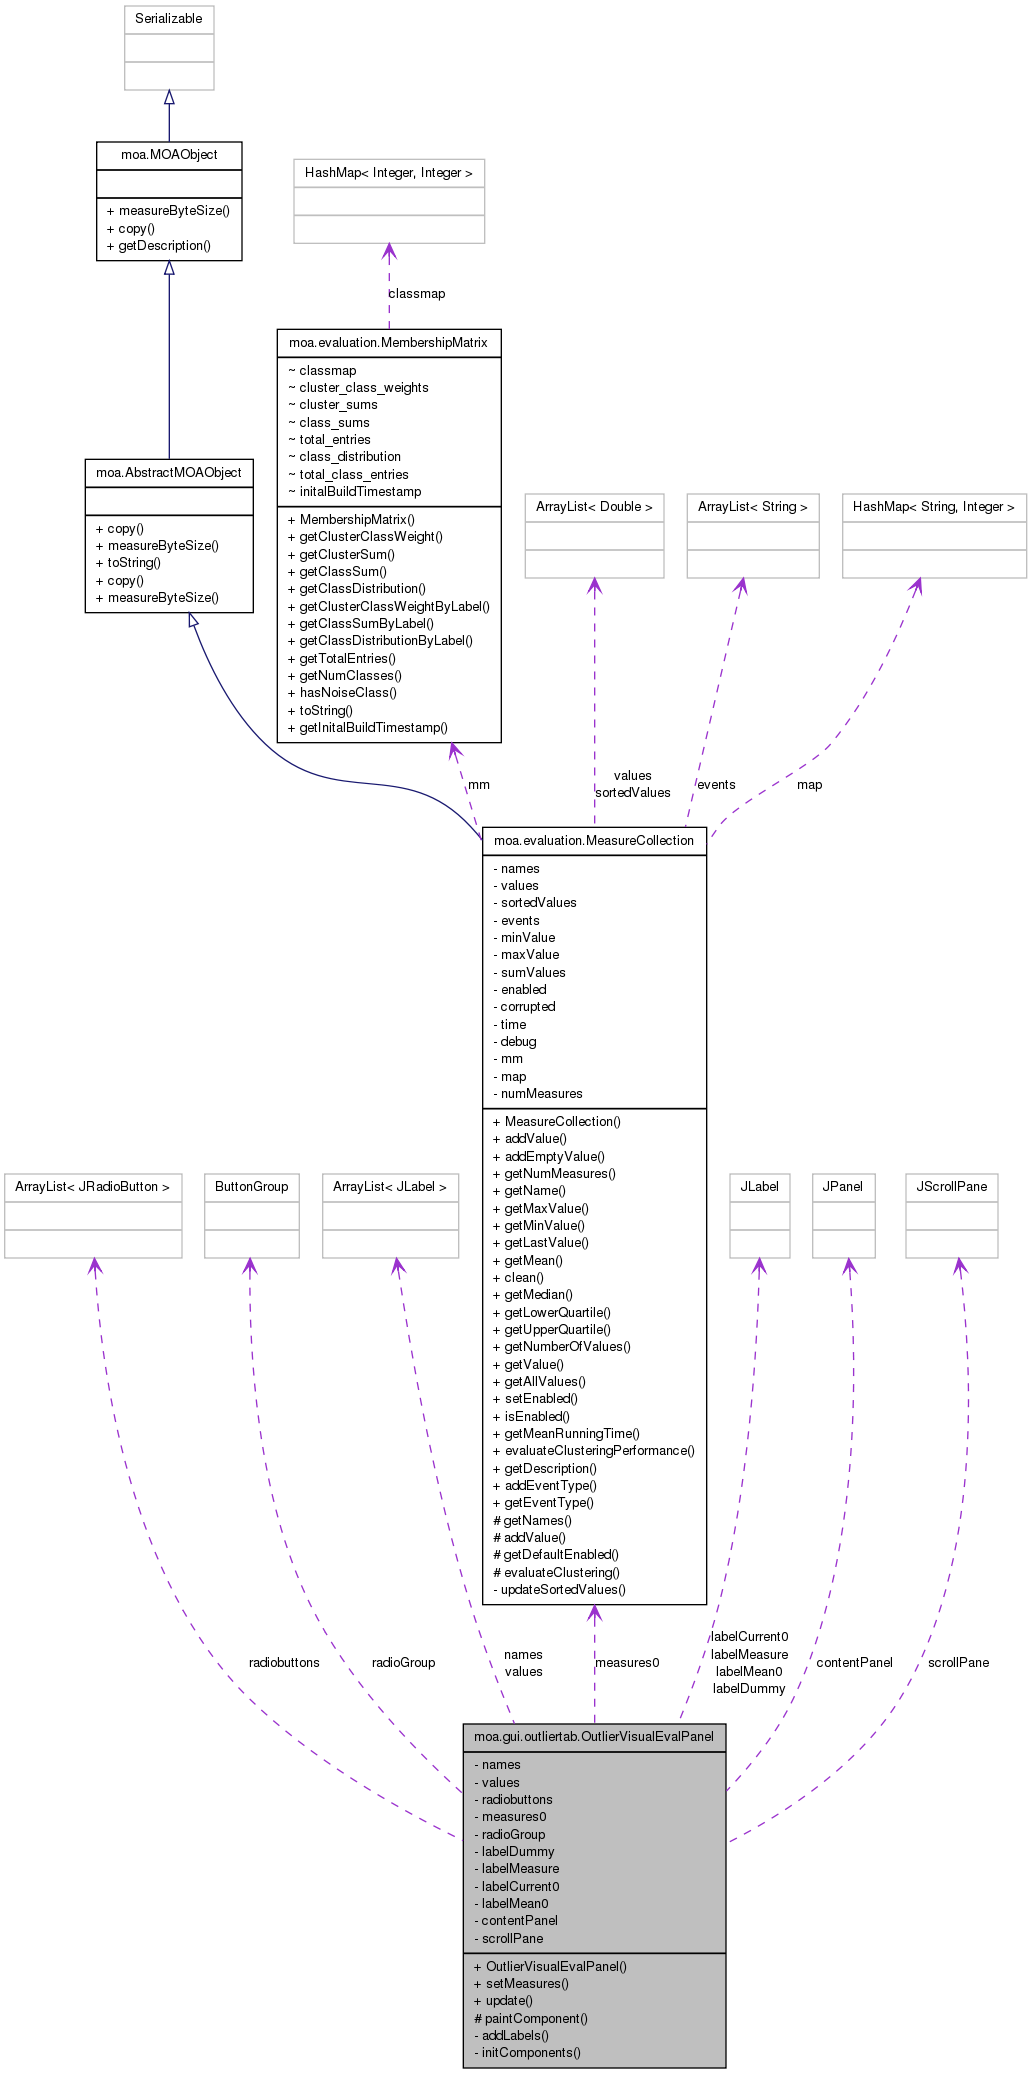 Serializable
moa.MOAObject
+ measureByteSize()
+ copy()
+ getDescription()
HashMap< Integer, Integer >
classmap
moa.evaluation.MembershipMatrix
~ classmap
~ cluster_class_weights
~ cluster_sums
~ class_sums
~ total_entries
~ class_distribution
~ total_class_entries
~ initalBuildTimestamp
+ MembershipMatrix()
+ getClusterClassWeight()
+ getClusterSum()
+ getClassSum()
+ getClassDistribution()
+ getClusterClassWeightByLabel()
+ getClassSumByLabel()
+ getClassDistributionByLabel()
+ getTotalEntries()
+ getNumClasses()
+ hasNoiseClass()
+ toString()
+ getInitalBuildTimestamp()
moa.AbstractMOAObject
+ copy()
+ measureByteSize()
+ toString()
+ copy()
+ measureByteSize()
ArrayList< Double >
ArrayList< String >
HashMap< String, Integer >
mm
values
sortedValues
events
map
moa.evaluation.MeasureCollection
- names
- values
- sortedValues
- events
- minValue
- maxValue
- sumValues
- enabled
- corrupted
- time
- debug
- mm
- map
- numMeasures
+ MeasureCollection()
+ addValue()
+ addEmptyValue()
+ getNumMeasures()
+ getName()
+ getMaxValue()
+ getMinValue()
+ getLastValue()
+ getMean()
+ clean()
+ getMedian()
+ getLowerQuartile()
+ getUpperQuartile()
+ getNumberOfValues()
+ getValue()
+ getAllValues()
+ setEnabled()
+ isEnabled()
+ getMeanRunningTime()
+ evaluateClusteringPerformance()
+ getDescription()
+ addEventType()
+ getEventType()
# getNames()
# addValue()
# getDefaultEnabled()
# evaluateClustering()
- updateSortedValues()
ArrayList< JRadioButton >
ButtonGroup
ArrayList< JLabel >
JLabel
JPanel
JScrollPane
radiobuttons
radioGroup
names
values
measures0
labelCurrent0
labelMeasure
labelMean0
labelDummy
contentPanel
scrollPane
moa.gui.outliertab.OutlierVisualEvalPanel
- names
- values
- radiobuttons
- measures0
- radioGroup
- labelDummy
- labelMeasure
- labelCurrent0
- labelMean0
- contentPanel
- scrollPane
+ OutlierVisualEvalPanel()
+ setMeasures()
+ update()
# paintComponent()
- addLabels()
- initComponents()